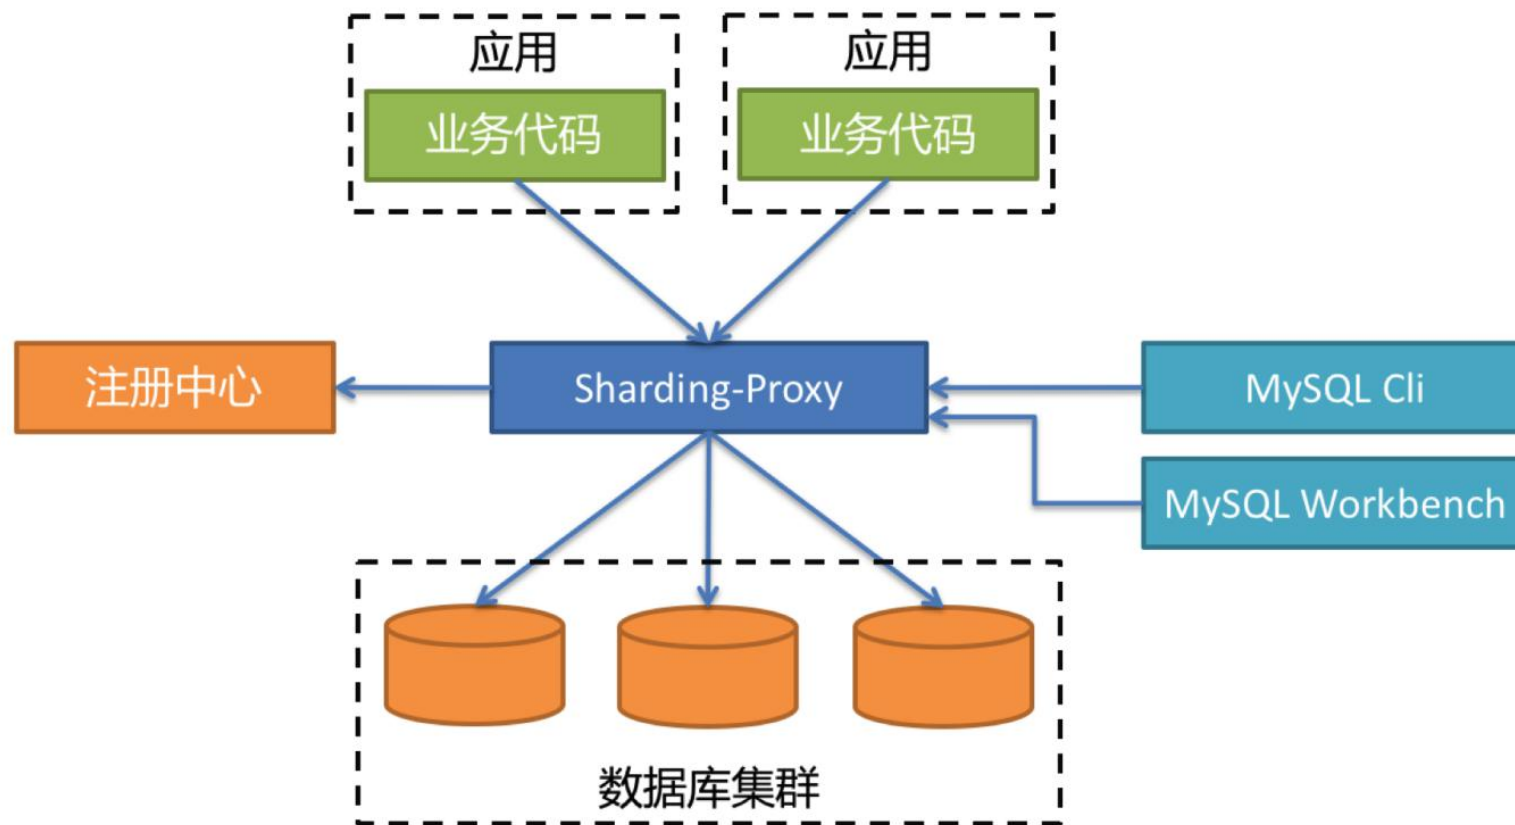 应用
应用
业务代码
业务代码
注册中心
Sharding-Proxy
MySQL Cli
MySQL Workbench
数据库集群